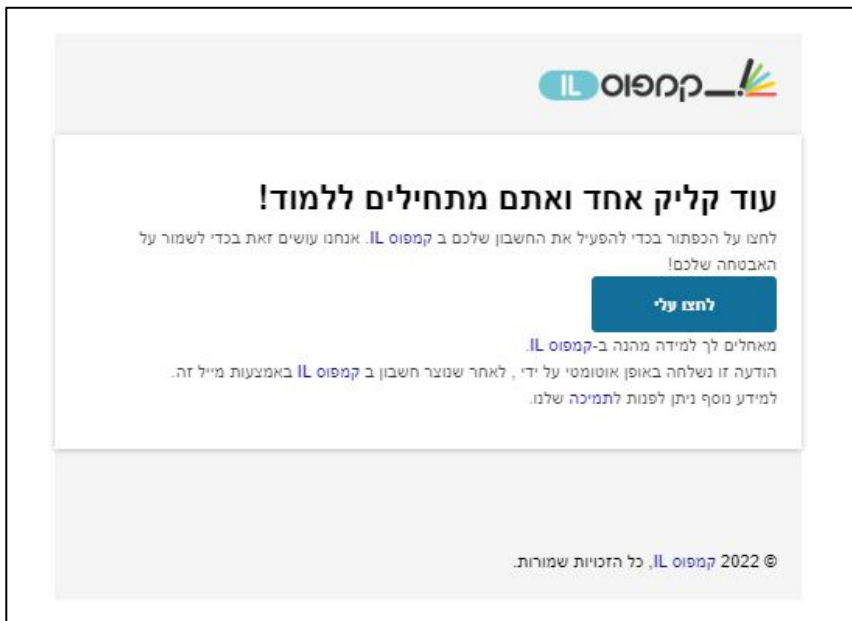 קמפוס IL
עוד קליק אחד ואתם מתחילים ללמוד!
לחצו על הכפתור בכדי להפעיל את החשבון שלכם ב קמפוס IL. אנחנו עושים זאת בכדי לשמור על
האבטחה שלכם!
לחצו עלי
מאחלים לך למידה מהנה ב-קמפוס IL.
הודעה זו נשלחה באופן אוטומטי על ידי , לאחר שנוצר חשבון ב קמפוס IL באמצעות מייל זה.
למידע נוסף ניתן לפנות לתמיכה שלנו.
© 2022 קמפוס IL, כל הזכויות שמורות.